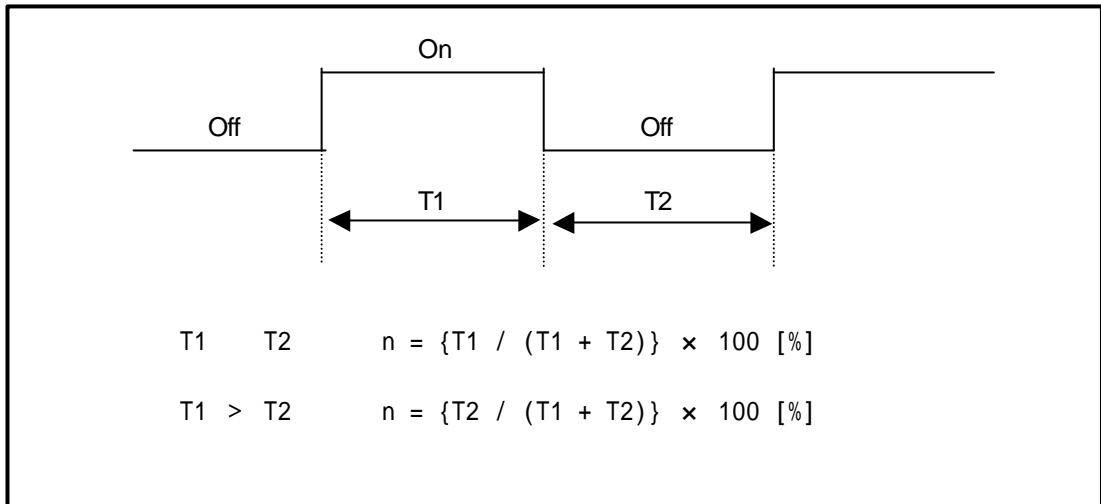 On
Off
Off
T1
T2
T1 T2 n = {T1 / (T1 + T2)} × 100 [%]
T1 > T2 n = {T2 / (T1 + T2)} × 100 [%]